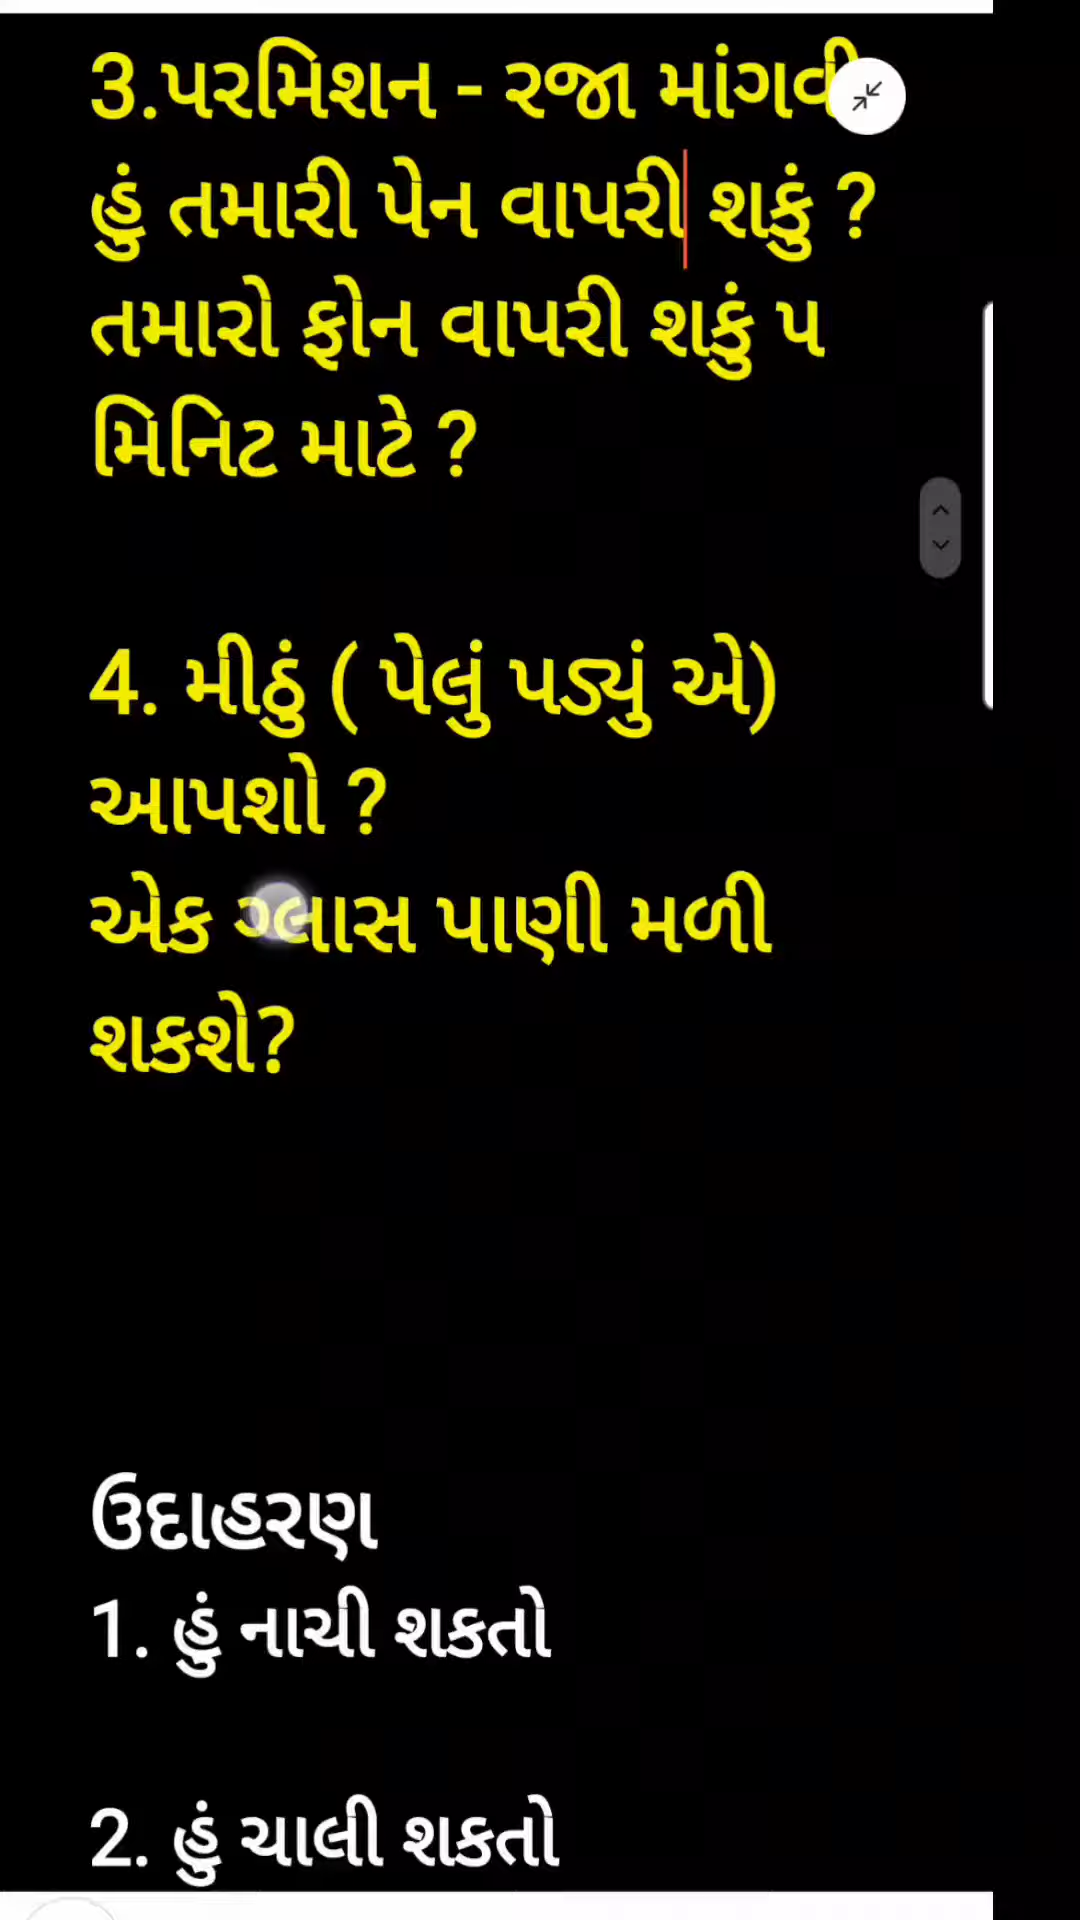 3.પરમિશન - રજા માંગવી
હું તમારી પેન વાપરી શકું ?
તમારો ફોન વાપરી શકું ૫
મિનિટ માટે ?
4. મીઠું ( પેલું પડ્યું એ)
આપશો ?
એક ગ્લાસ પાણી મળી
શકશે?
ઉદાહરણ
1. હું નાચી શકતો
2. હું ચાલી શકતો